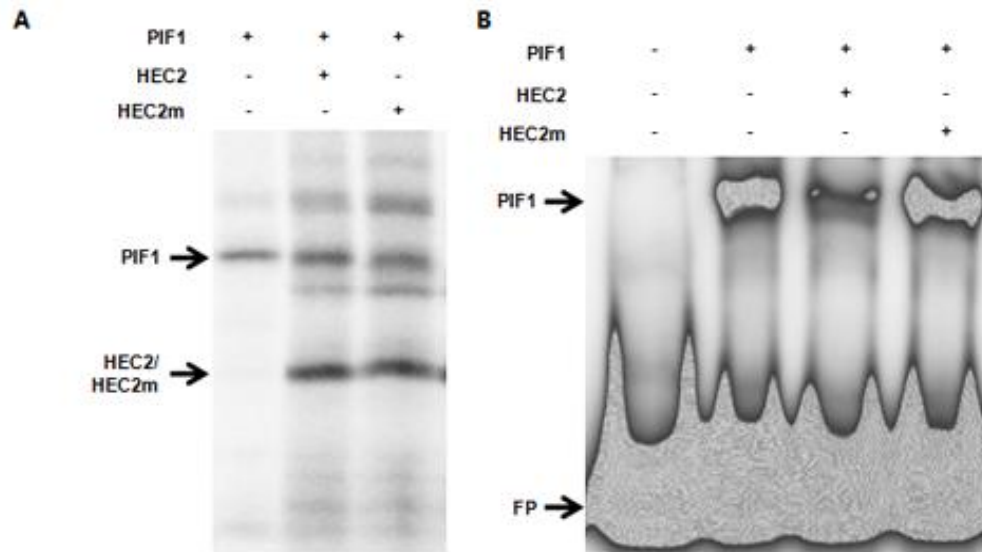 A
PIF1 + + +
HEC2 - + -
HEC2m - - +
PIF1
HEC2/
HEC2m
B
PIF1 - + + +
HEC2 - - + -
HEC2m - - - +
PIF1
FP